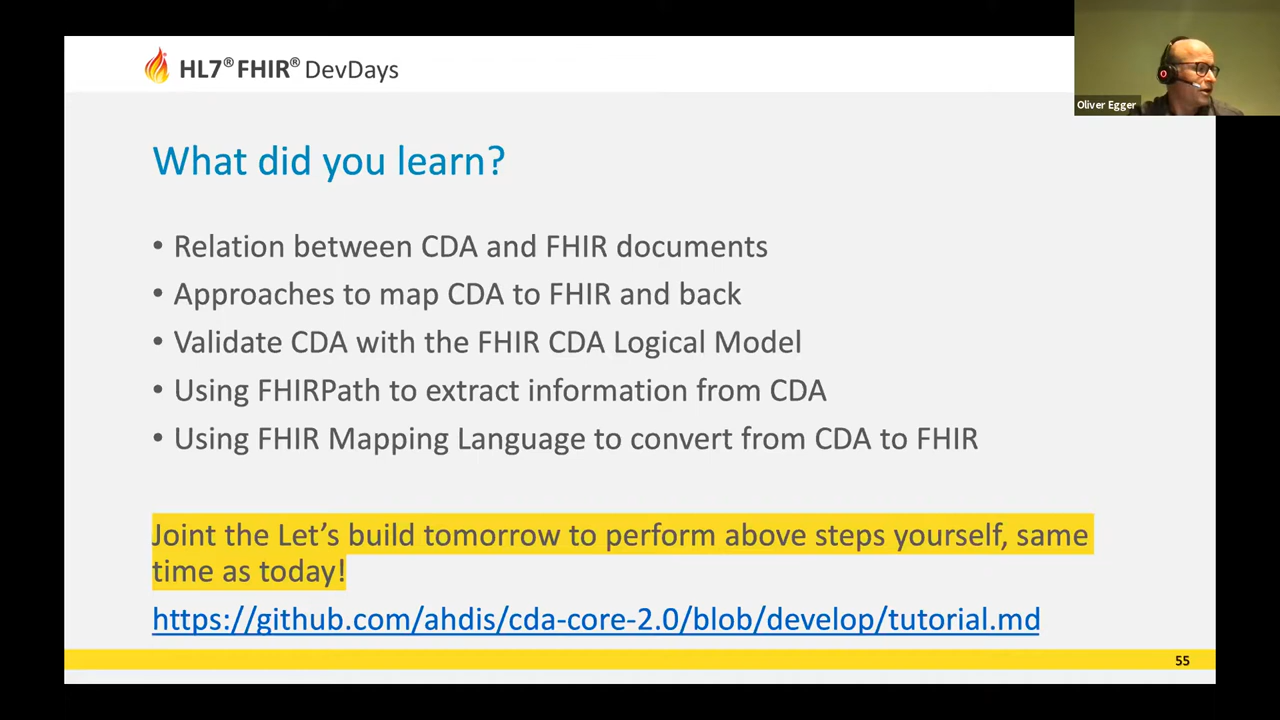 HL7® FHIR® DevDays
Oliver Egger
What did you learn?
• Relation between CDA and FHIR documents
• Approaches to map CDA to FHIR and back
• Validate CDA with the FHIR CDA Logical Model
• Using FHIRPath to extract information from CDA
• Using FHIR Mapping Language to convert from CDA to FHIR
Joint the Let’s build tomorrow to perform above steps yourself, same
time as today!
https://github.com/ahdis/cda-core-2.0/blob/develop/tutorial.md
55